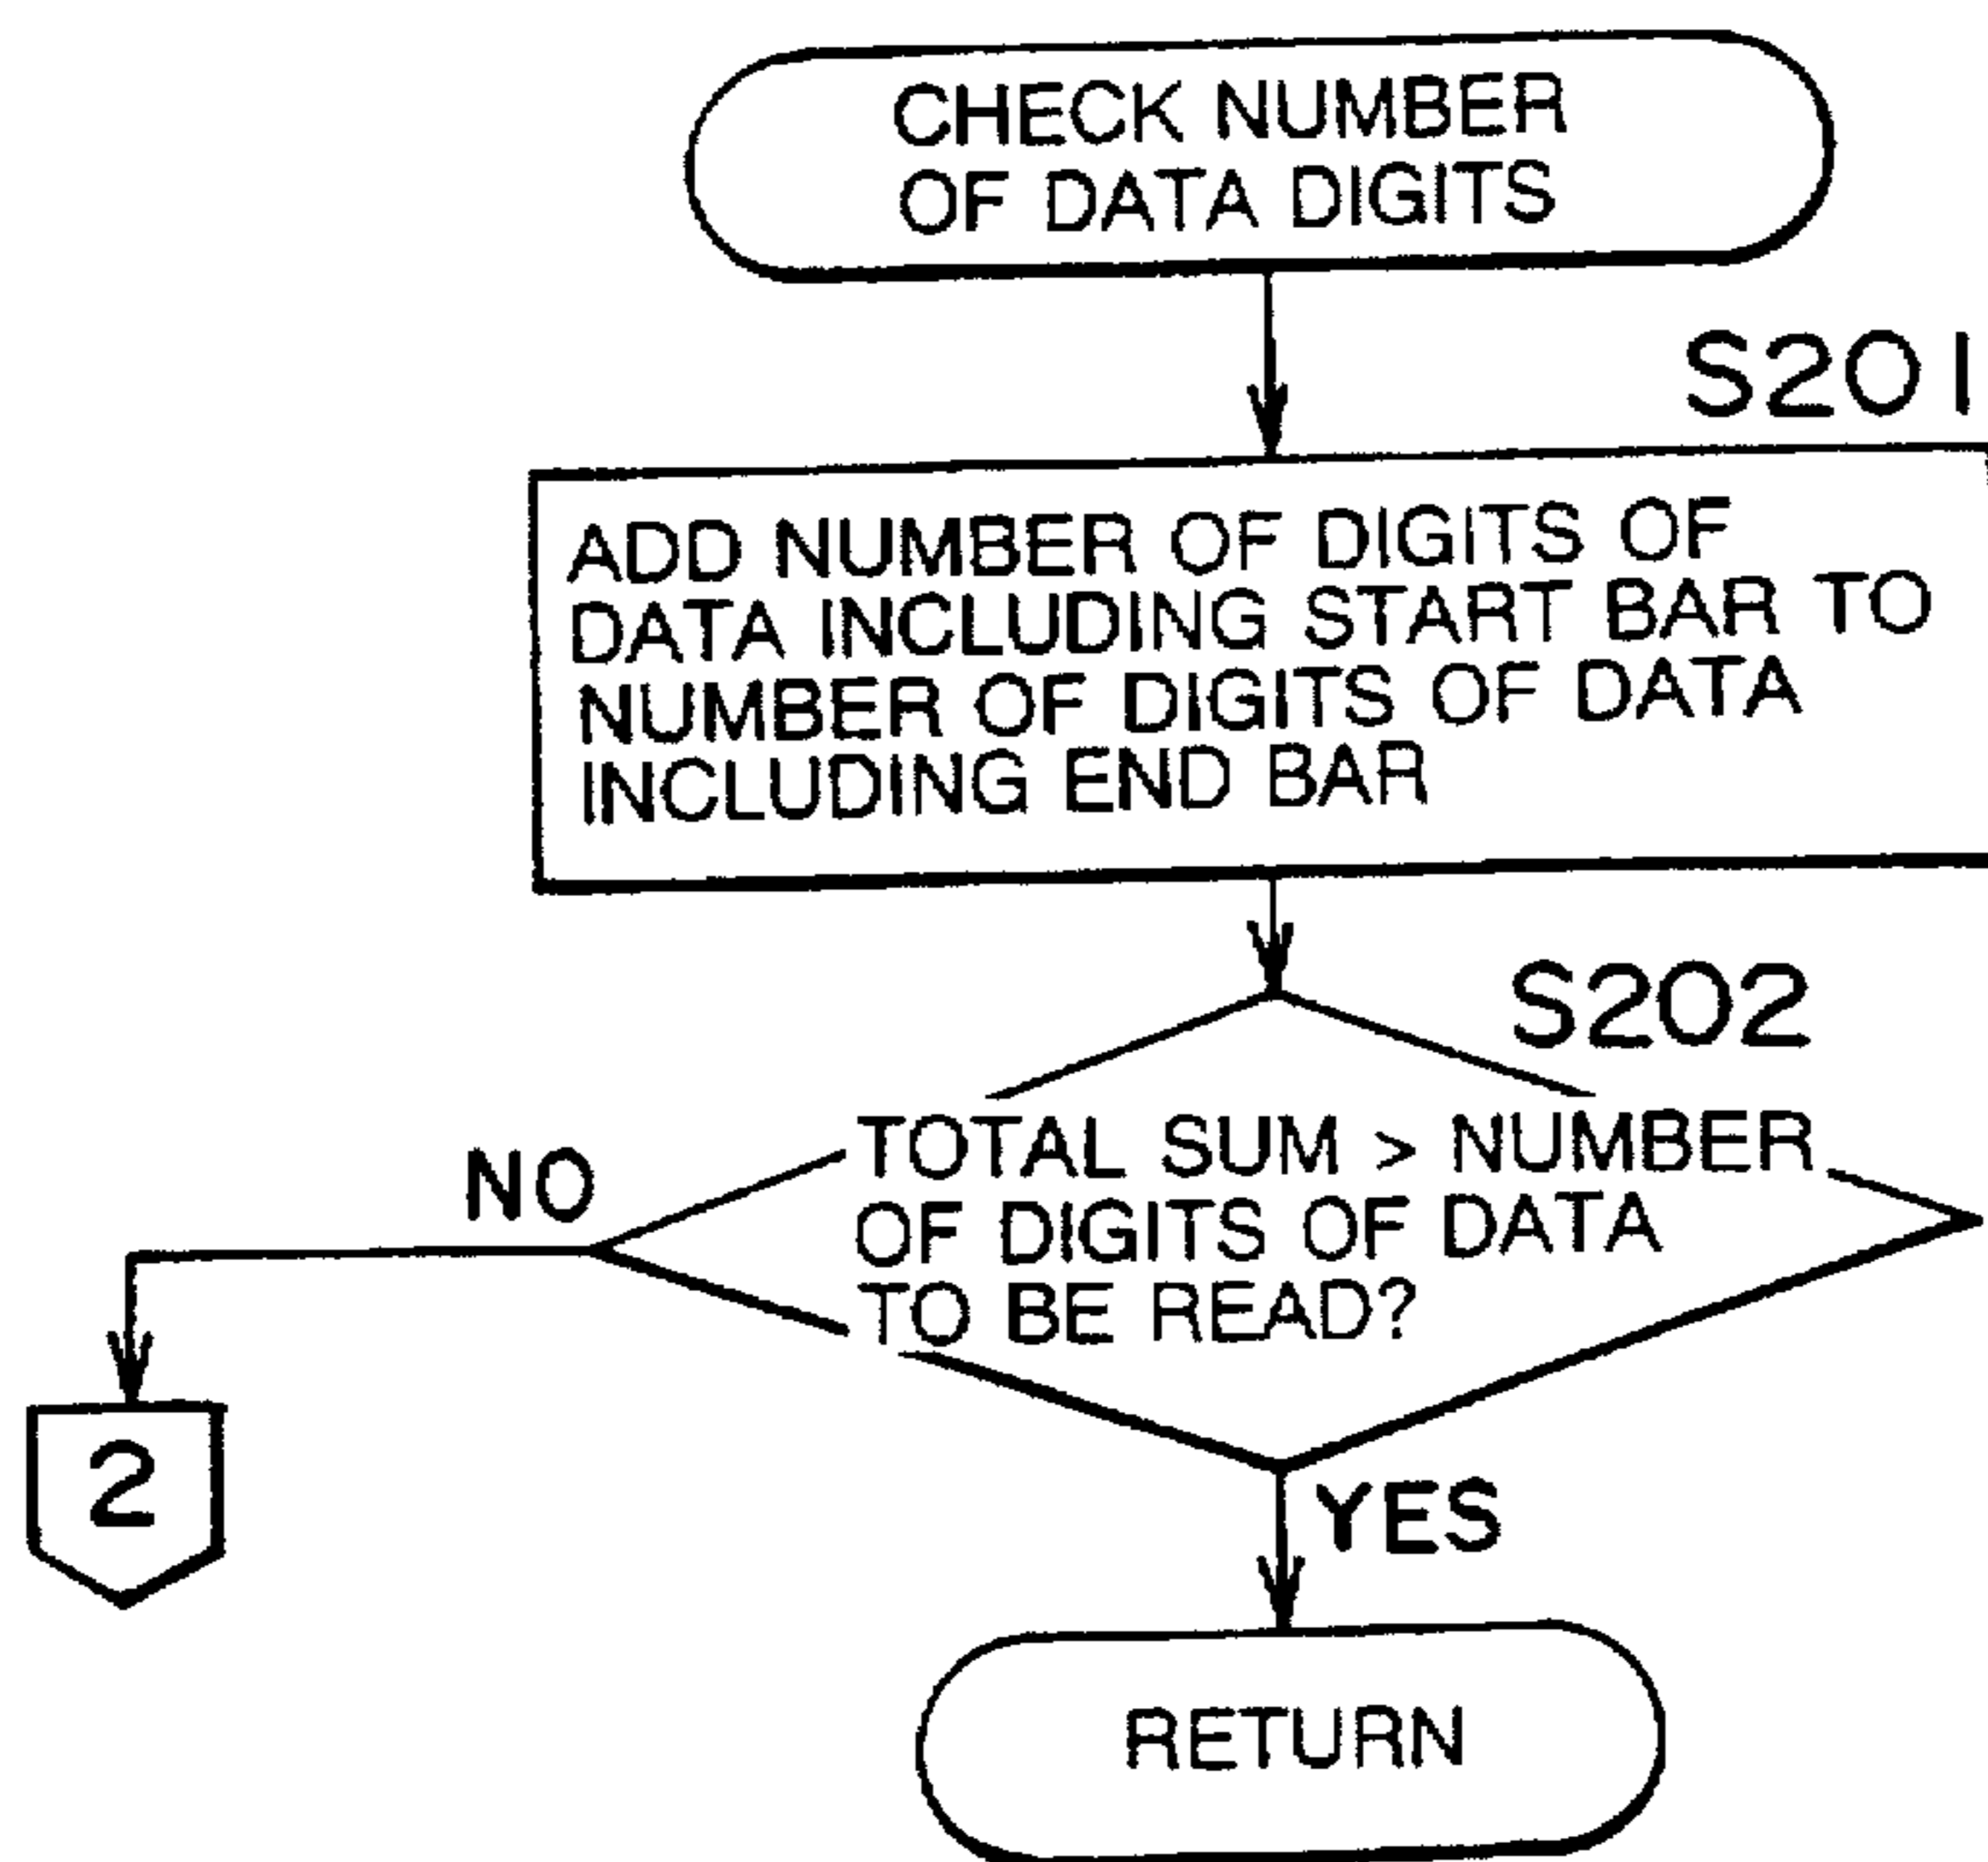 CHECK NUMBER
OF DATA DIGITS
S201
ADD NUMBER OF DIGITS OF
DATA INCLUDING START BAR TO
NUMBER OF DIGITS OF DATA
INCLUDING END BAR
S202
TOTAL SUM > NUMBER
OF DIGITS OF DATA
TO BE READ?
NO
2
YES
RETURN